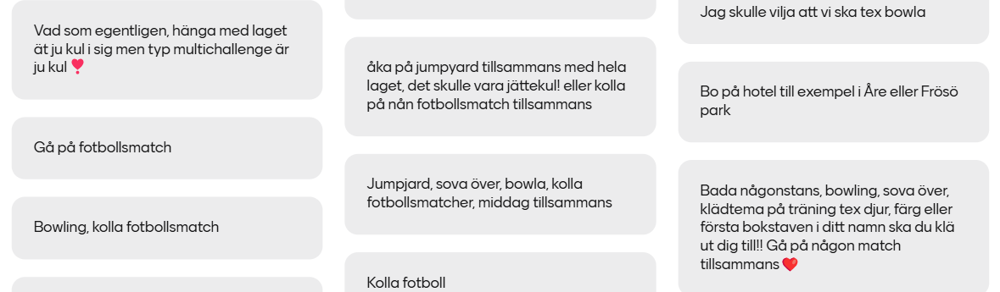 Vad som egentligen, hänga med laget
ät ju kul i sig men typ multichallenge är
ju kul ❣️
Gå på fotbollsmatch
Bowling, kolla fotbollsmatch
åka på jumpyard tillsammans med hela
laget, det skulle vara jättekul! eller kolla
på nån fotbollsmatch tillsammans
Jumpjard, sova över, bowla, kolla
fotbollsmatcher, middag tillsammans
Kolla fotboll
Jag skulle vilja att vi ska tex bowla
Bo på hotel till exempel i Åre eller Frösö
park
Bada någonstans, bowling, sova över,
klädtema på träning tex djur, färg eller
första bokstaven i ditt namn ska du klä
ut dig till!! Gå på någon match
tillsammans ❤️